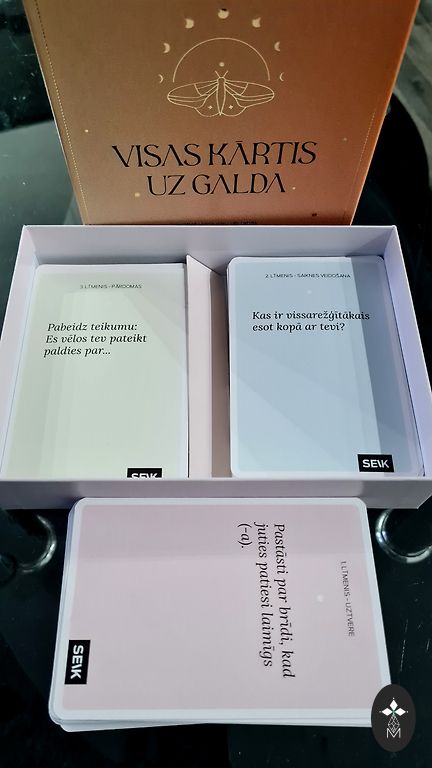 VISAS KĀRTIS
UZ GALDA
3.LĪMENIS - PĀRDOMAS
Pabeidz teikumu:
Es vēlos tev pateikt
paldies par...
SEIK
2.LĪMENIS - SAIKNES VEIDOŠANA
Kas ir vissarežģītākais
esot kopā ar tevi?
SEIK
1.LĪMENIS - UZTVERE
Pastāsti par brīdi, kad
juties patiesi laimīgs
(-a).
SEIK
M